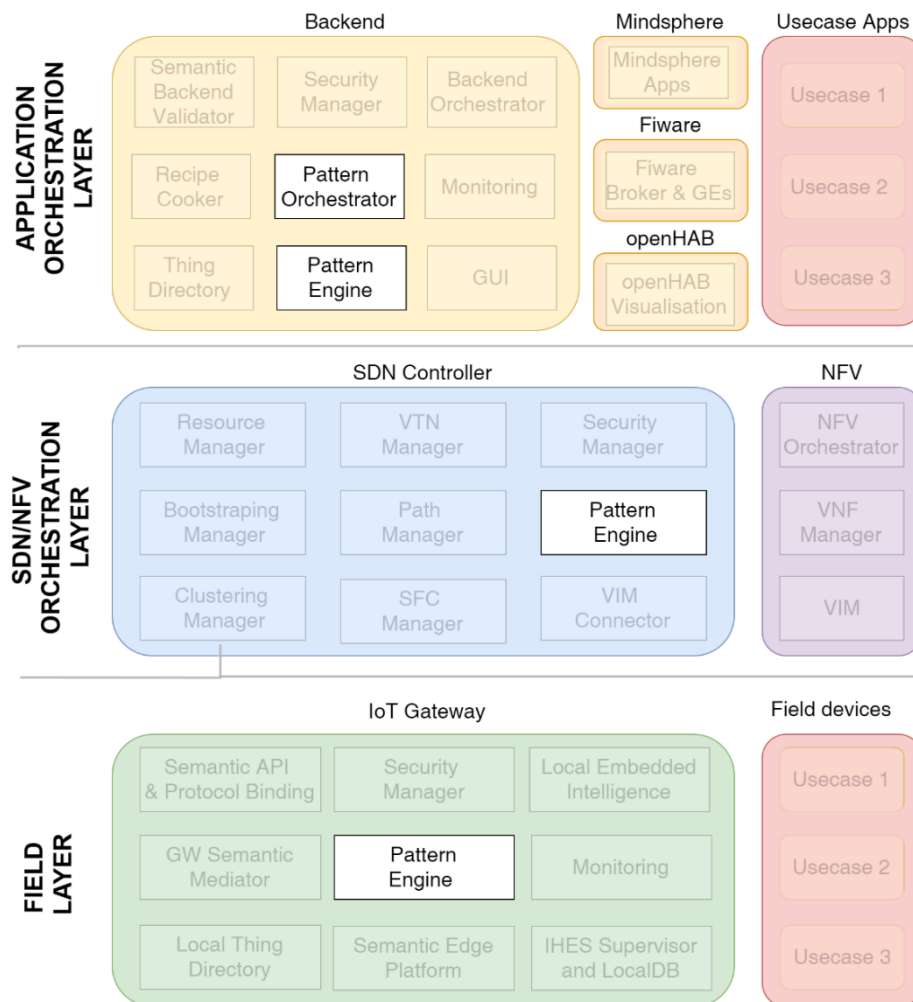 Backend
Mindsphere
Usecase Apps
APPLICATION
ORCHESTRATION
LAYER
Semantic
Backend
Validator
Security
Manager
Backend
Orchestrator
Recipe
Cooker
Pattern
Orchestrator
Monitoring
Thing
Directory
Pattern
Engine
GUI
Mindsphere
Apps
Fiware
Fiware
Broker & GEs
openHAB
openHAB
Visualisation
Usecase 1
Usecase 2
Usecase 3
SDN Controller
NFV
SDN/NFV
ORCHESTRATION
LAYER
Resource
Manager
VTN
Manager
Security
Manager
Bootstraping
Manager
Path
Manager
Pattern
Engine
Clustering
Manager
SFC
Manager
VIM
Connector
NFV
Orchestrator
VNF
Manager
VIM
IoT Gateway
Field devices
FIELD
LAYER
Semantic API
& Protocol Binding
Security
Manager
Local Embedded
Intelligence
GW Semantic
Mediator
Pattern
Engine
Monitoring
Local Thing
Directory
Semantic Edge
Platform
IHES Supervisor
and LocalDB
Usecase 1
Usecase 2
Usecase 3